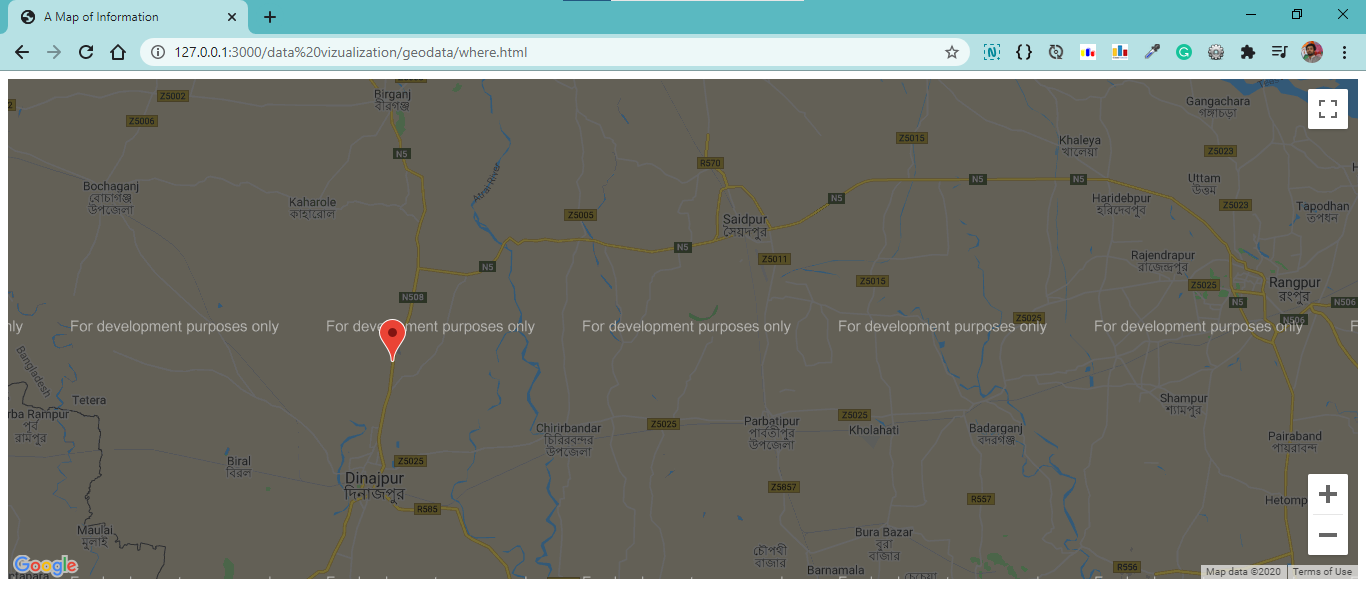 A Map of Information
127.0.0.1:3000/data%20vizualization/geodata/where.html
Z5002
Birganj
বীরগঞ্জ
Gangachara
গঙ্গাচড়া
2
Z5006
Z5015
Khaleya
খালেয়া
Z5023
N5
R570
Atrai River
Bochaganj
বোচাগঞ্জ
উপজেলা
N5
N5
Uttam
উত্তম
Kaharole
কাহারোল
N5
Haridebpur
হরিদেবপুর
Z5023
Tapodhan
তপধন
Z5005
Saidpur
সৈয়দপুর
N5
Z5011
Rajendrapur
রাজেন্দ্রপুর
N5
Z5015
Z5025
Rangpur
রংপুর
N508
N5
N506
Z5025
N506
nly
For development purposes only
For development purposes only
For development purposes only
For development purposes only
For development purposes only
F
Bangladesh
Tetera
Shampur
শ্যামপুর
rba Rampur
পূর্ব
রামপুর
Chirirbandar
চিরিরবন্দর
উপজেলা
Z5025
Parbatipur
পার্বতীপুর
উপজেলা
Z5025
Kholahati
Badarganj
বদরগঞ্জ
Pairaband
পায়রাবন্দ
Biral
বিরল
Z5025
Dinajpur
দিনাজপুর
Z5857
R557
Hetomp
R585
Maulai
মুলাই
Bura Bazar
বুরা
বাজার
চৌপথী
বাজার
Barnamala
R556
Google
Map data ©2020
Terms of Use